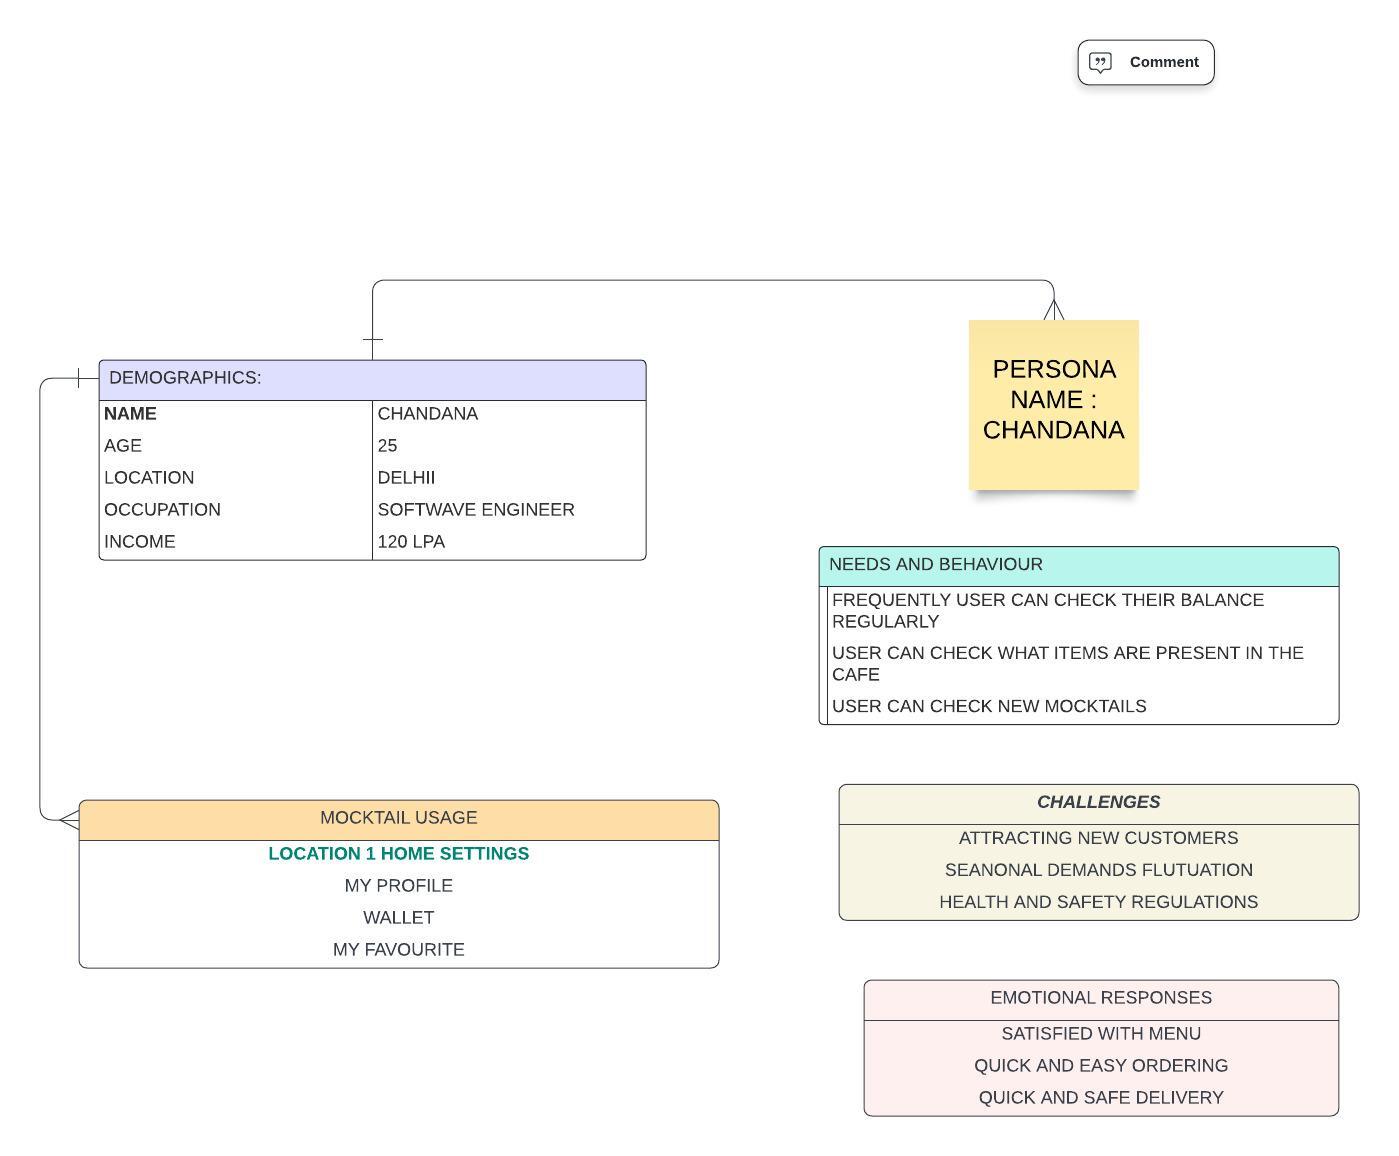 Comment
PERSONA
NAME :
CHANDANA
DEMOGRAPHICS:
NAME CHANDANA
AGE 25
LOCATION DELHII
OCCUPATION SOFTWAVE ENGINEER
INCOME 120 LPA
NEEDS AND BEHAVIOUR
FREQUENTLY USER CAN CHECK THEIR BALANCE
REGULARLY
USER CAN CHECK WHAT ITEMS ARE PRESENT IN THE
CAFE
USER CAN CHECK NEW MOCKTAILS
MOCKTAIL USAGE
LOCATION 1 HOME SETTINGS
MY PROFILE
WALLET
MY FAVOURITE
CHALLENGES
ATTRACTING NEW CUSTOMERS
SEANONAL DEMANDS FLUTUATION
HEALTH AND SAFETY REGULATIONS
EMOTIONAL RESPONSES
SATISFIED WITH MENU
QUICK AND EASY ORDERING
QUICK AND SAFE DELIVERY